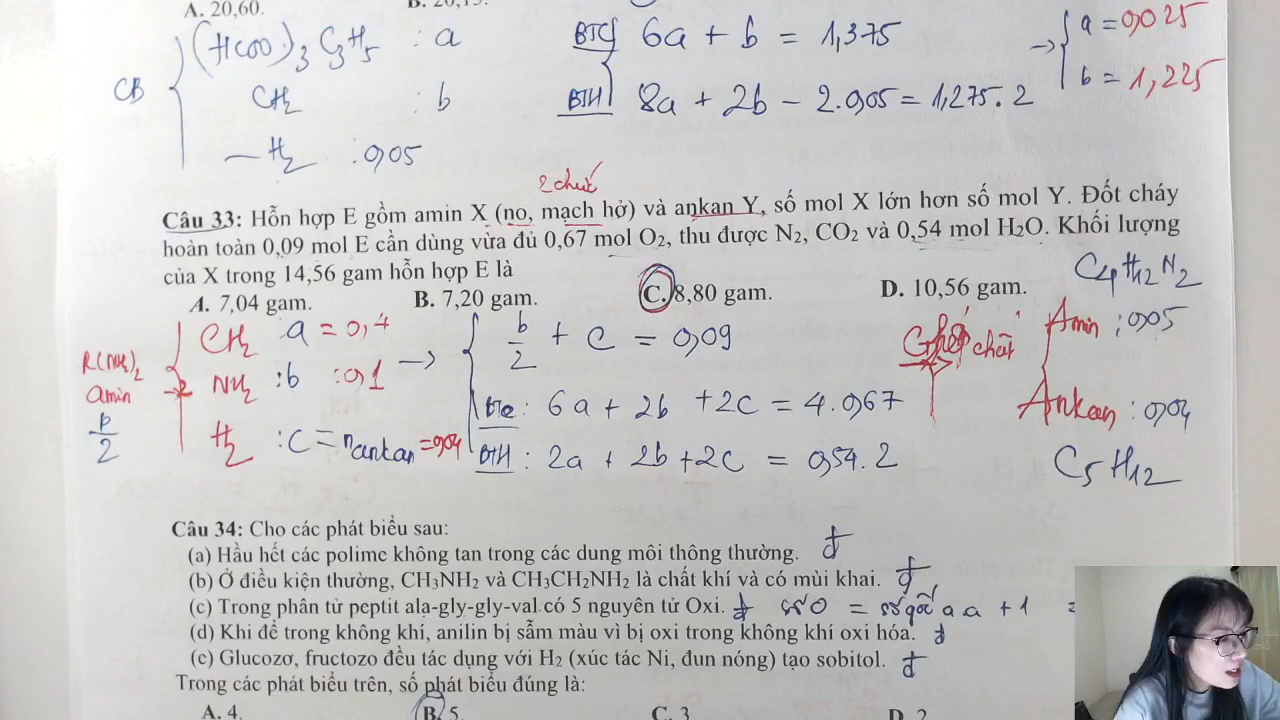 A. 20,60.
(HCOO)3 C3H5 : a
CH2 : b
- H2 : 0,05
CB
BTC 6a + b = 1,375
BTH 8a + 2b - 2.0,05 = 1,275.2
→ a = 0,025
b = 1,225
2 chức
Câu 33: Hỗn hợp E gồm amin X (no, mạch hở) và ankan Y, số mol X lớn hơn số mol Y. Đốt cháy
hoàn toàn 0,09 mol E cần dùng vừa đủ 0,67 mol O2, thu được N2, CO2 và 0,54 mol H2O. Khối lượng
của X trong 14,56 gam hỗn hợp E là
A. 7,04 gam. B. 7,20 gam. C. 8,80 gam. D. 10,56 gam.
R(NH2)2
amin
b/2
CH2 : a = 0,4
NH2 : b : 0,1
H2 : c = nankan = 0,04
→ b/2 + c = 0,09
BTe: 6a + 2b + 2c = 4.0,67
BTH: 2a + 2b + 2c = 0,54.2
Ghép chất
C4H12N2
Amin : 0,05
Ankan : 0,04
C5H12
Câu 34: Cho các phát biểu sau:
(a) Hầu hết các polime không tan trong các dung môi thông thường. đ
(b) Ở điều kiện thường, CH3NH2 và CH3CH2NH2 là chất khí và có mùi khai. đ
(c) Trong phân tử peptit ala-gly-gly-val có 5 nguyên tử Oxi. đ số O = số gốc aa + 1 =
(d) Khi để trong không khí, anilin bị sẫm màu vì bị oxi trong không khí oxi hóa. đ
(e) Glucozơ, fructozơ đều tác dụng với H2 (xúc tác Ni, đun nóng) tạo sobitol. đ
Trong các phát biểu trên, số phát biểu đúng là:
A. 4. B. 5. C. 3 D. 2